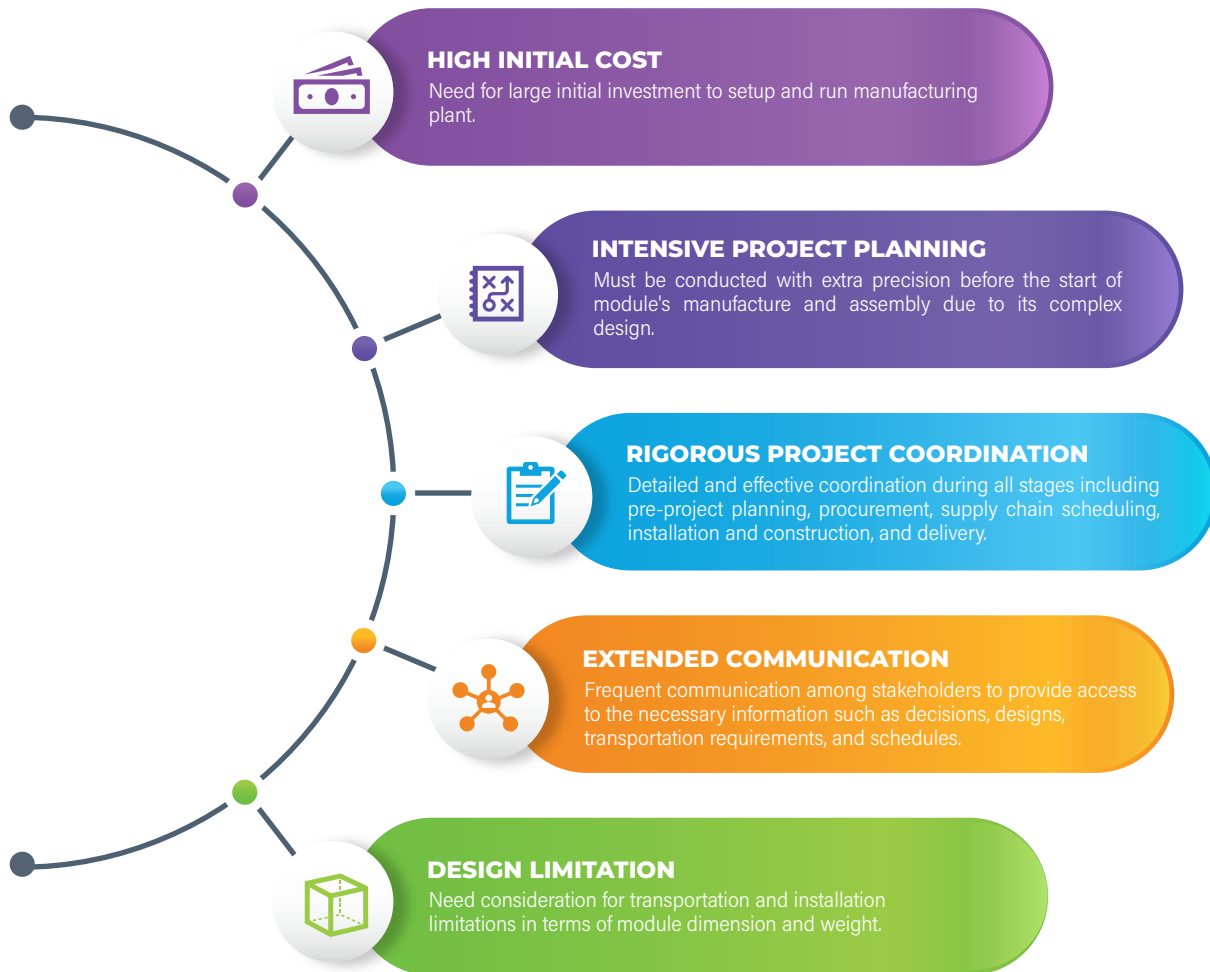 HIGH INITIAL COST
Need for large initial investment to setup and run manufacturing
plant.
INTENSIVE PROJECT PLANNING
Must be conducted with extra precision before the start of
module's manufacture and assembly due to its complex
design.
RIGOROUS PROJECT COORDINATION
Detailed and effective coordination during all stages including
pre-project planning, procurement, supply chain scheduling,
installation and construction, and delivery.
EXTENDED COMMUNICATION
Frequent communication among stakeholders to provide access
to the necessary information such as decisions, designs,
transportation requirements, and schedules.
DESIGN LIMITATION
Need consideration for transportation and installation
limitations in terms of module dimension and weight.